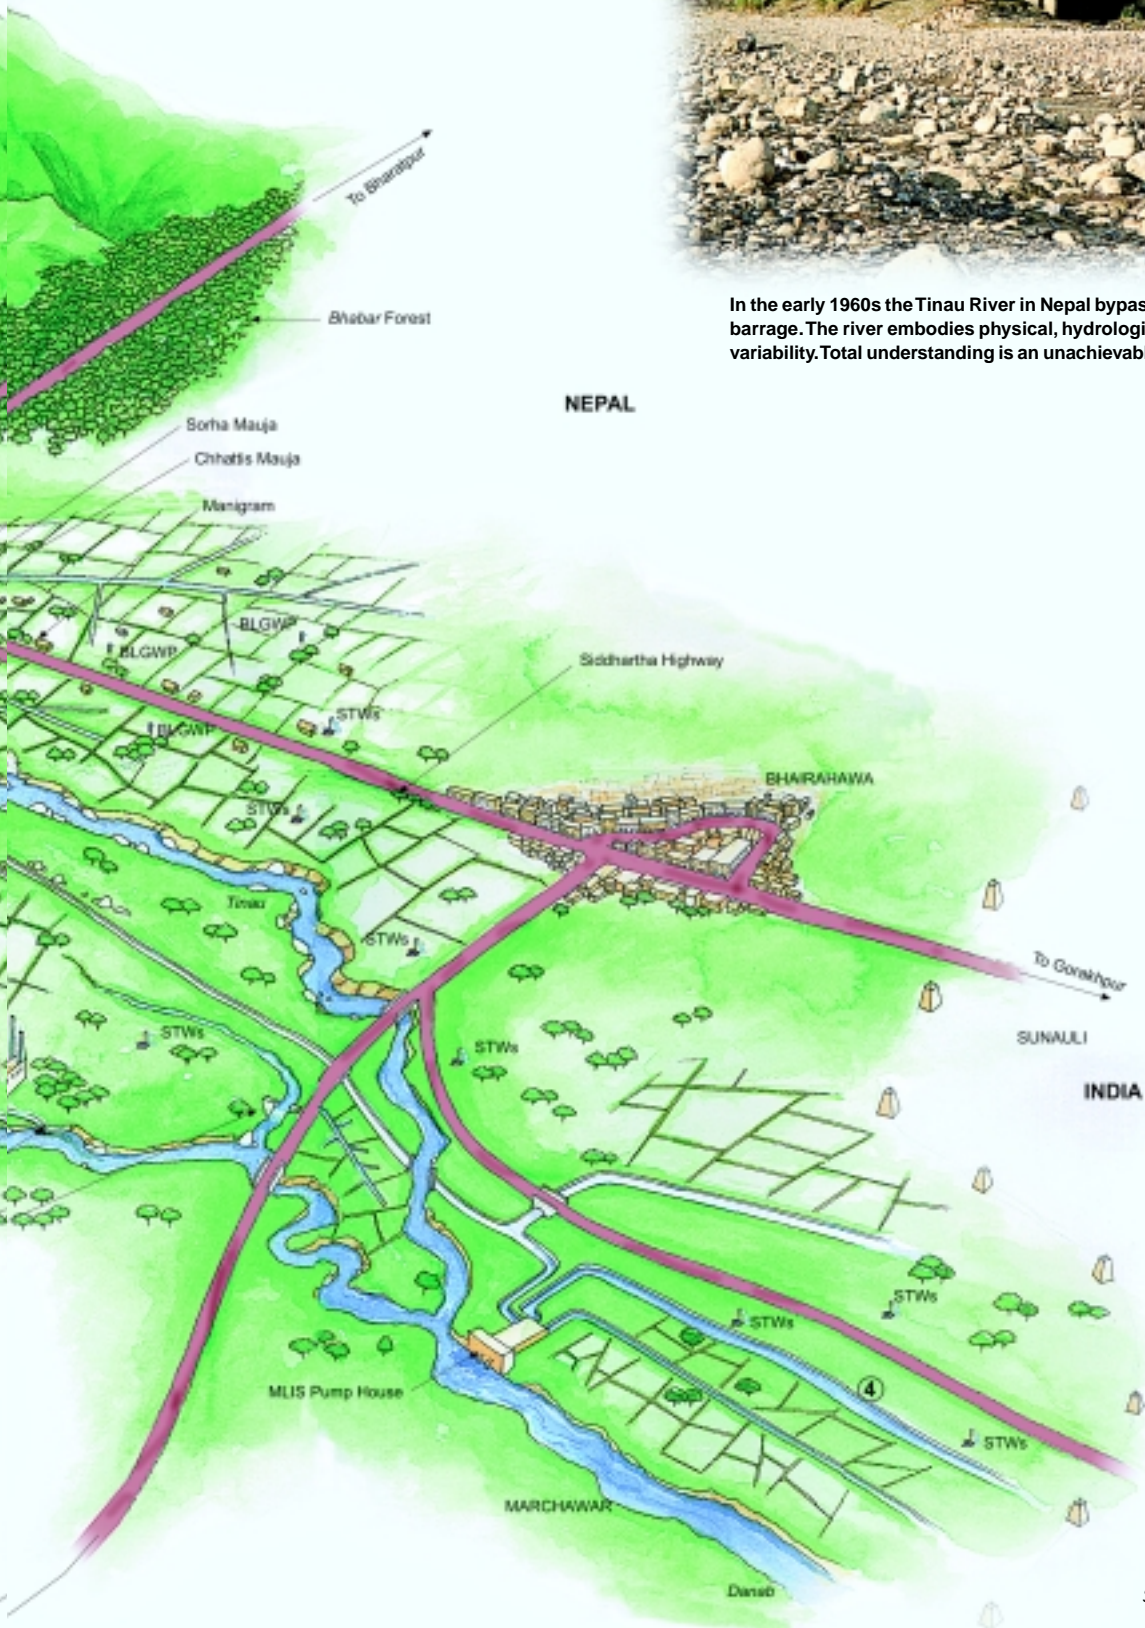 To Bharatpur
Bhabar Forest
In the early 1960s the Tinau River in Nepal bypas
barrage. The river embodies physical, hydrologi
variability. Total understanding is an unachievabl
NEPAL
Sorha Mauja
Chhattis Mauja
Manigram
BLGWP
BLGWP
Siddhartha Highway
STWs
BLGWP
BHAIRAHAWA
STWs
Tinau
STWs
To Gorakhpur
STWs
SUNAULI
STWs
INDIA
STWs
STWs
4
MLIS Pump House
STWs
MARCHAWAR
Danab